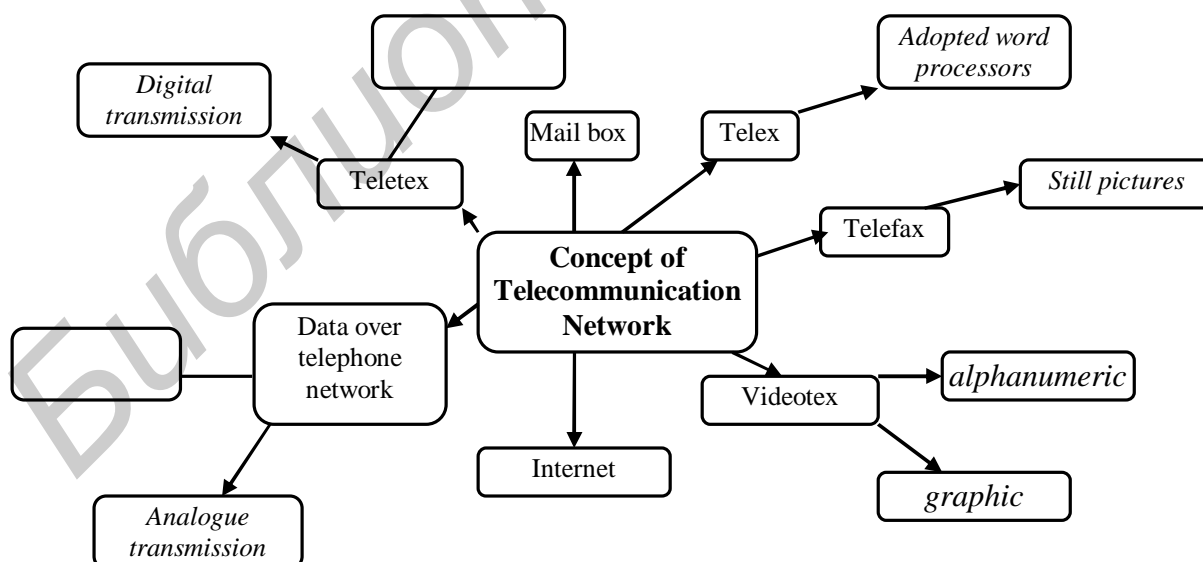 Adopted word
processors
Digital
transmission
Mail box
Telex
Teletex
Still pictures
Telefax
Concept of
Telecommunication
Network
Data over
telephone
network
alphanumeric
Videotex
Internet
graphic
Analogue
transmission
Библиот